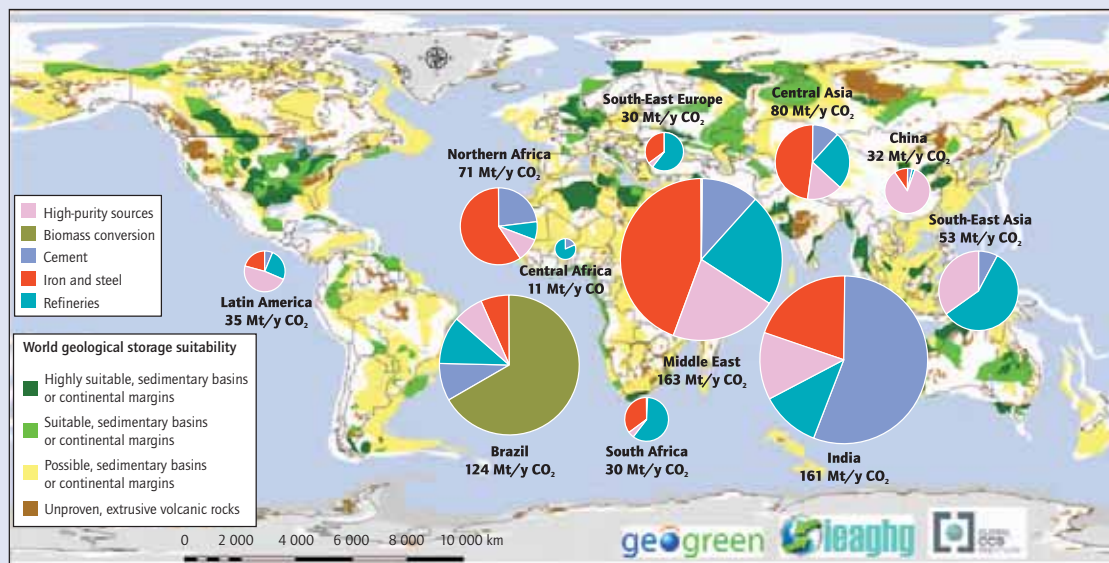 South-East Europe
30 Mt/y CO₂
Central Asia
80 Mt/y CO₂
China
32 Mt/y CO₂
Northern Africa
71 Mt/y CO₂
South-East Asia
53 Mt/y CO₂
High-purity sources
Biomass conversion
Cement
Iron and steel
Refineries
Central Africa
11 Mt/y CO
Latin America
35 Mt/y CO₂
World geological storage suitability
Highly suitable, sedimentary basins
or continental margins
Suitable, sedimentary basins
or continental margins
Possible, sedimentary basins
or continental margins
Unproven, extrusive volcanic rocks
Middle East
163 Mt/y CO₂
Brazil
124 Mt/y CO₂
South Africa
30 Mt/y CO₂
India
161 Mt/y CO₂
0 2 000 4 000 6 000 8 000 10 000 km
geogreen
ieaghg
CCS